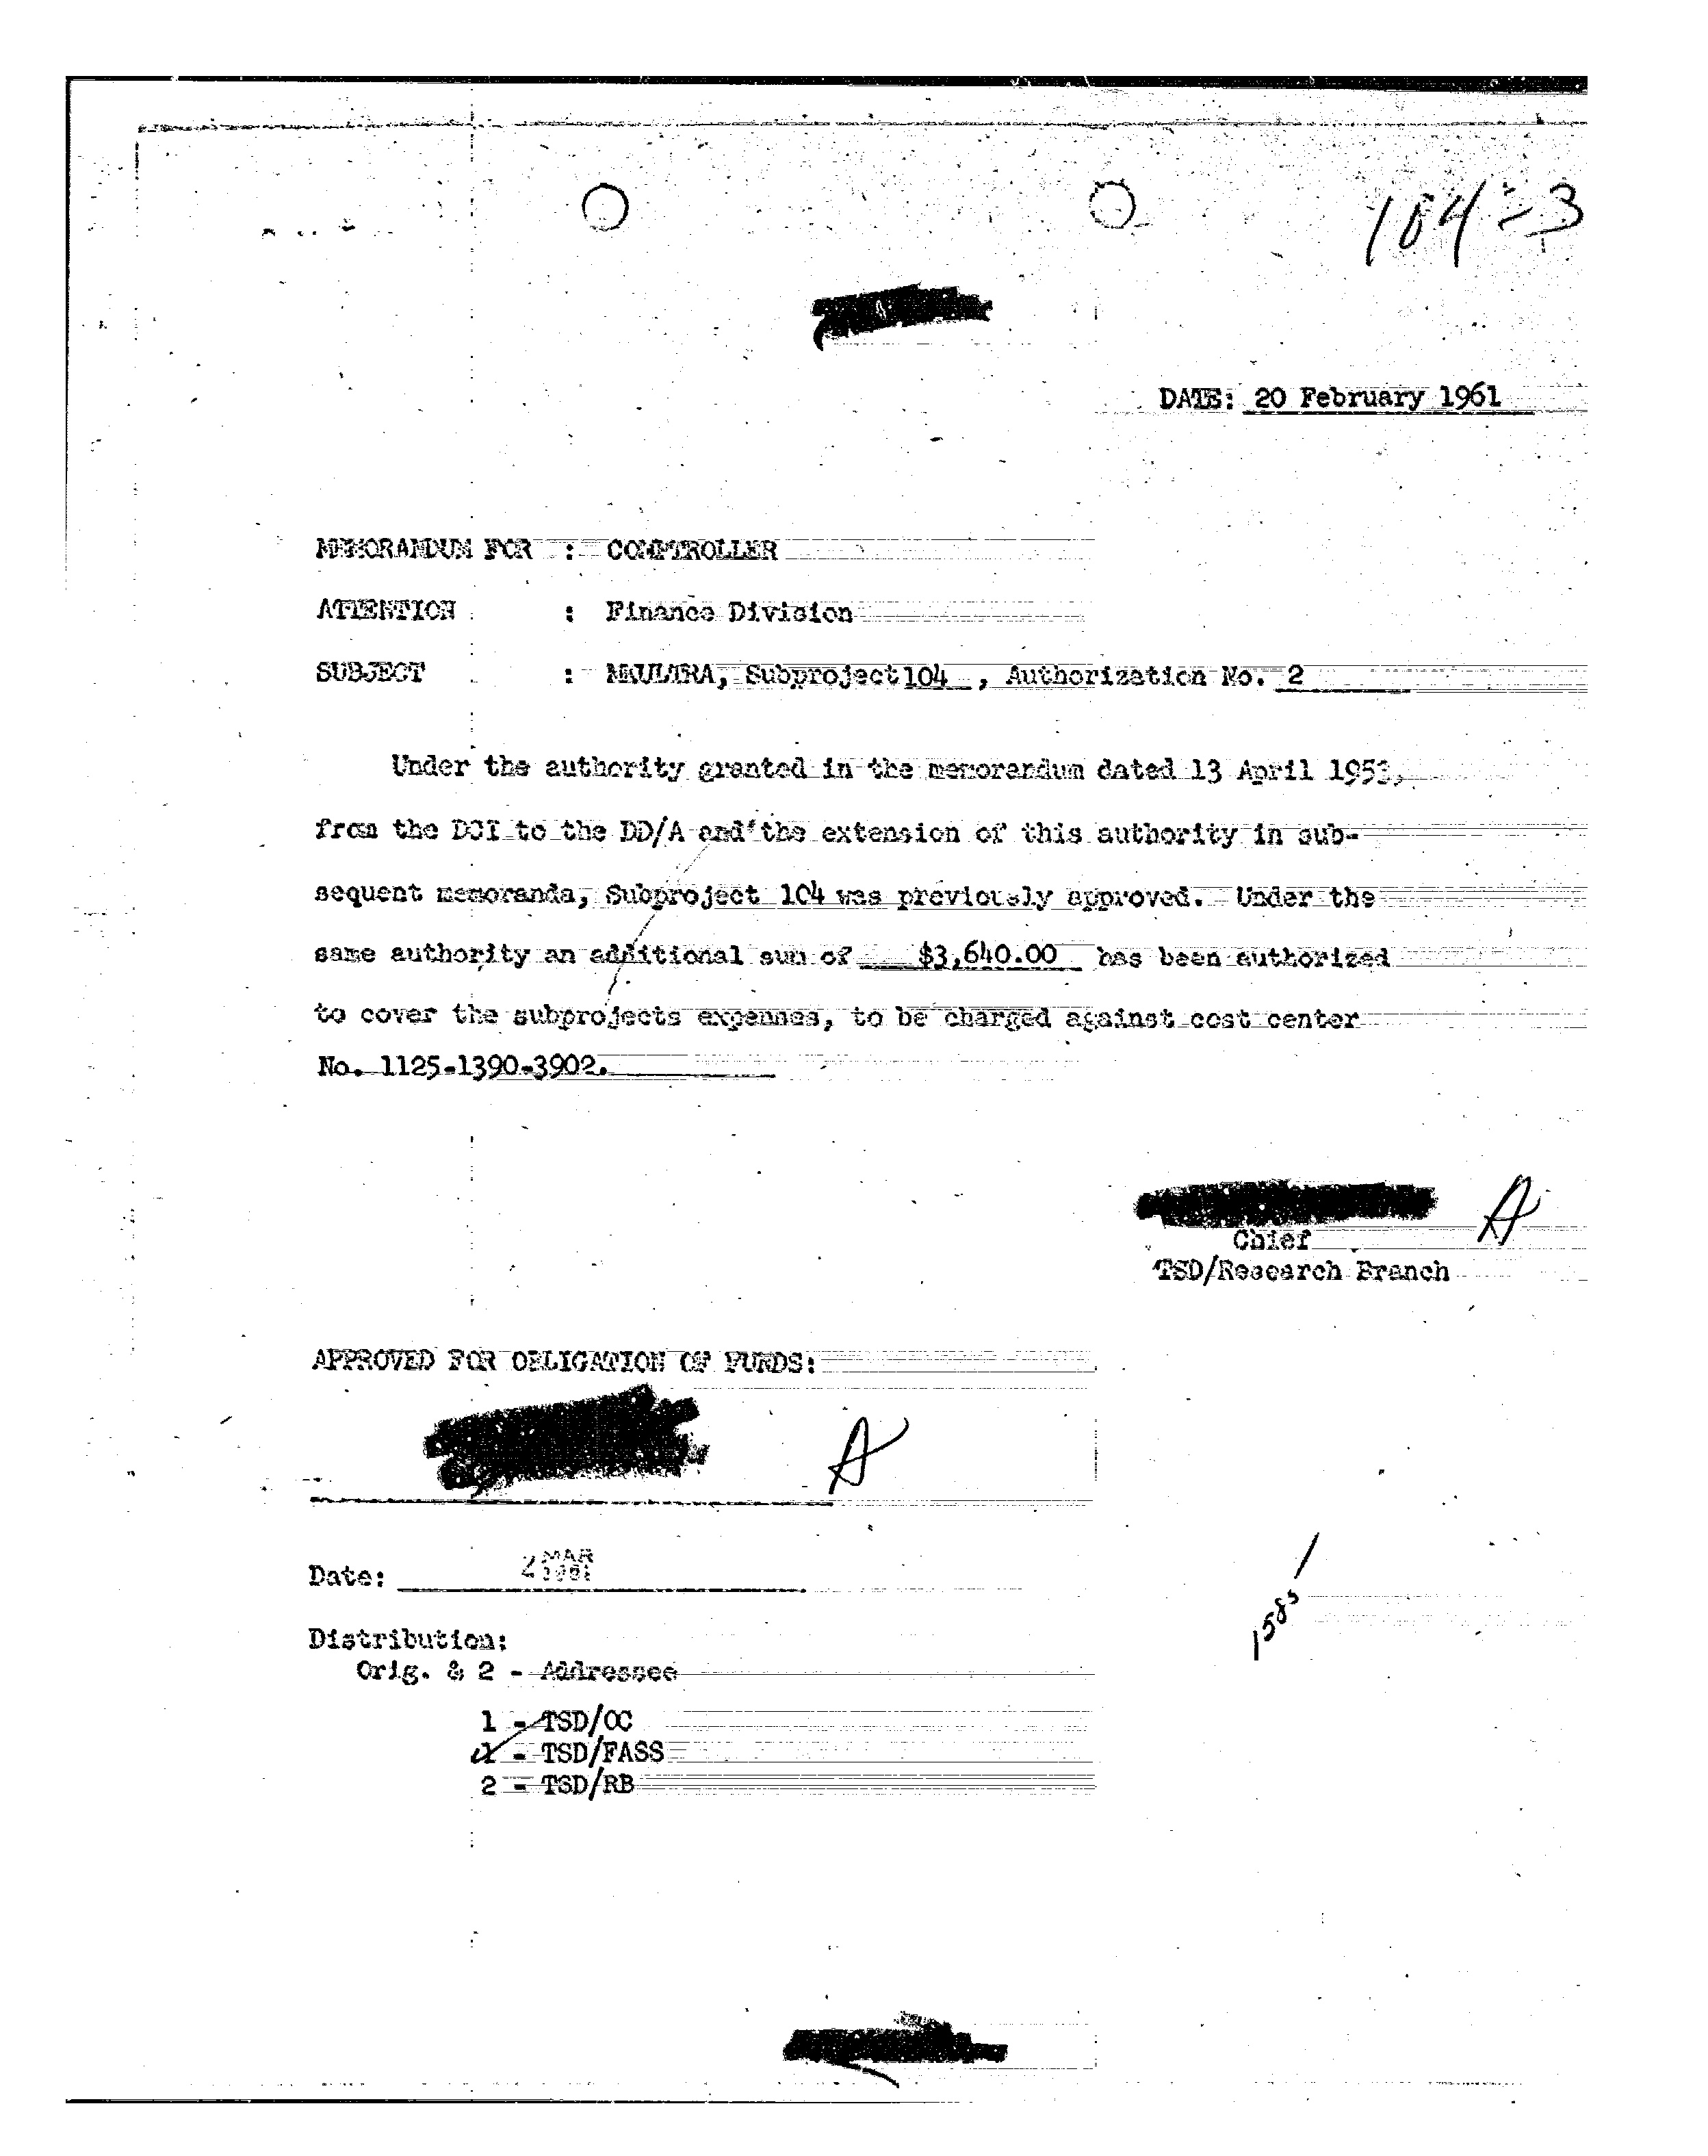 104-3
DATE: 20 February 1961
MEMORANDUM FOR : COMPTROLLER
ATTENTION : Finance Division
SUBJECT : MKULTRA, Subproject 104 , Authorization No. 2
Under the authority granted in the memorandum dated 13 April 1953,
from the DCI to the DD/A and the extension of this authority in sub-
sequent memoranda, Subproject 104 was previously approved. Under the
same authority an additional sum of $3,640.00 has been authorized
to cover the subprojects expenses, to be charged against cost center
No. 1125-1390-3902.
A
Chief
TSD/Research Branch
APPROVED FOR OBLIGATION OF FUNDS:
A
Date: 2 MAR 1961
Distribution:
Orig. & 2 - Addressee
1 - TSD/OC
1 - TSD/FASS
2 - TSD/RB